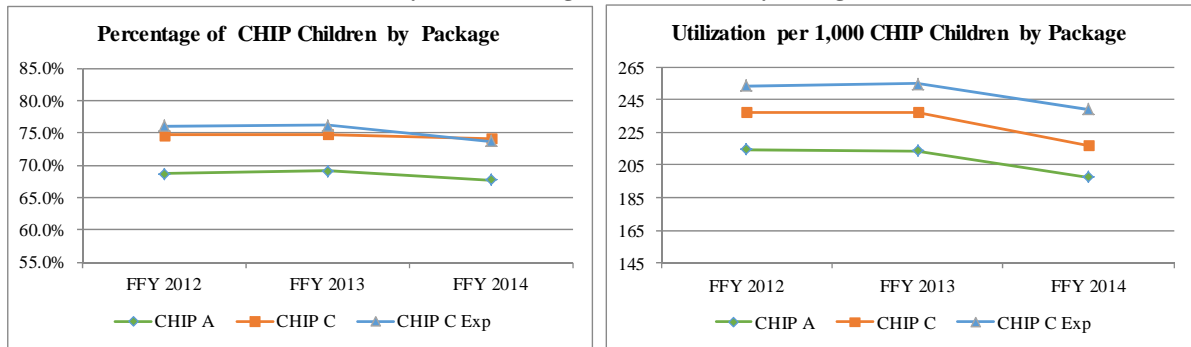 Percentage of CHIP Children by Package
85.0%
80.0%
75.0%
70.0%
65.0%
60.0%
55.0%
FFY 2012 FFY 2013 FFY 2014
CHIP A CHIP C CHIP C Exp
Utilization per 1,000 CHIP Children by Package
265
245
225
205
185
165
145
FFY 2012 FFY 2013 FFY 2014
CHIP A CHIP C CHIP C Exp